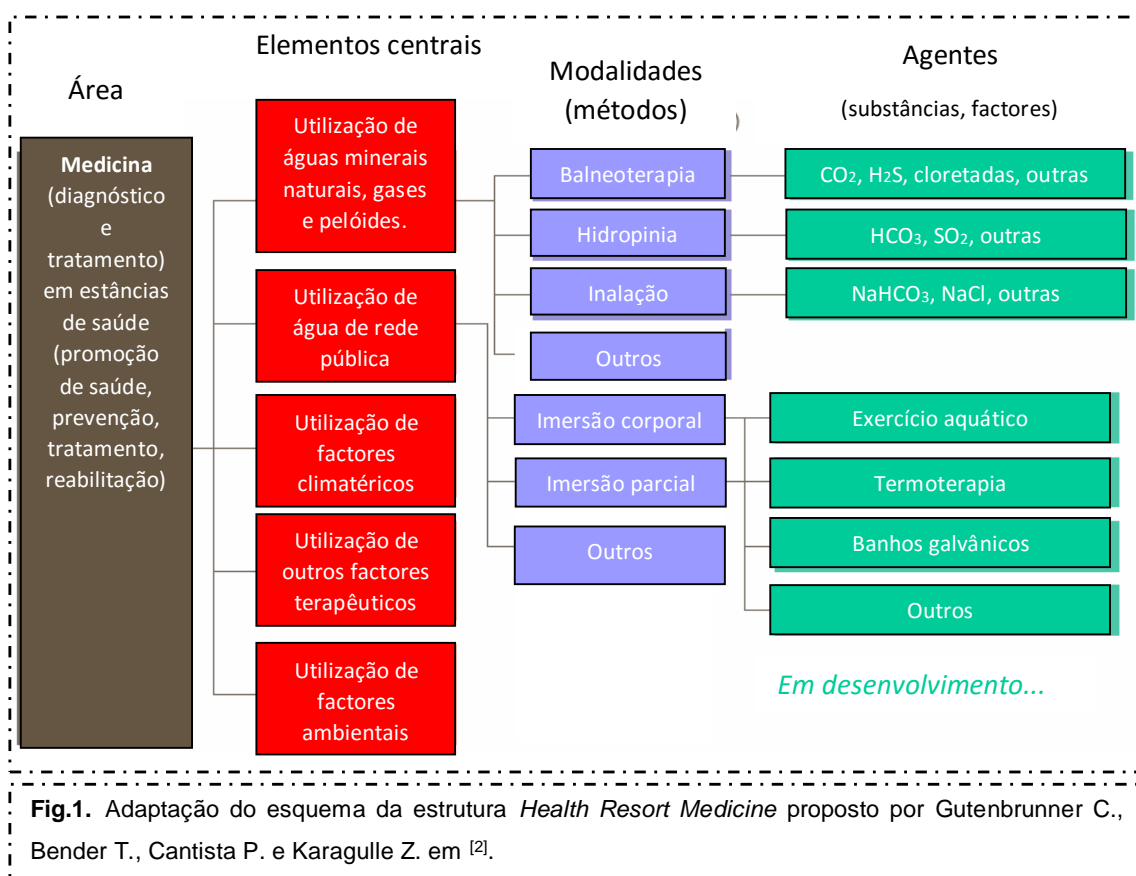 Área
Medicina
(diagnóstico
e
tratamento)
em estâncias
de saúde
(promoção
de saúde,
prevenção,
tratamento,
reabilitação)
Elementos centrais
Utilização de
águas minerais
naturais, gases
e pelóides.
Utilização de
água de rede
pública
Utilização de
factores
climatéricos
Utilização de
outros factores
terapêuticos
Utilização de
factores
ambientais
Modalidades
(métodos)
Balneoterapia
Hidropinia
Inalação
Outros
Imersão corporal
Imersão parcial
Outros
Agentes
(substâncias, factores)
CO₂, H₂S, cloretadas, outras
HCO₃, SO₂, outras
NaHCO₃, NaCl, outras
Exercício aquático
Termoterapia
Banhos galvânicos
Outros
Em desenvolvimento...
Fig.1. Adaptação do esquema da estrutura Health Resort Medicine proposto por Gutenbrunner C.,
Bender T., Cantista P. e Karagulle Z. em [2].